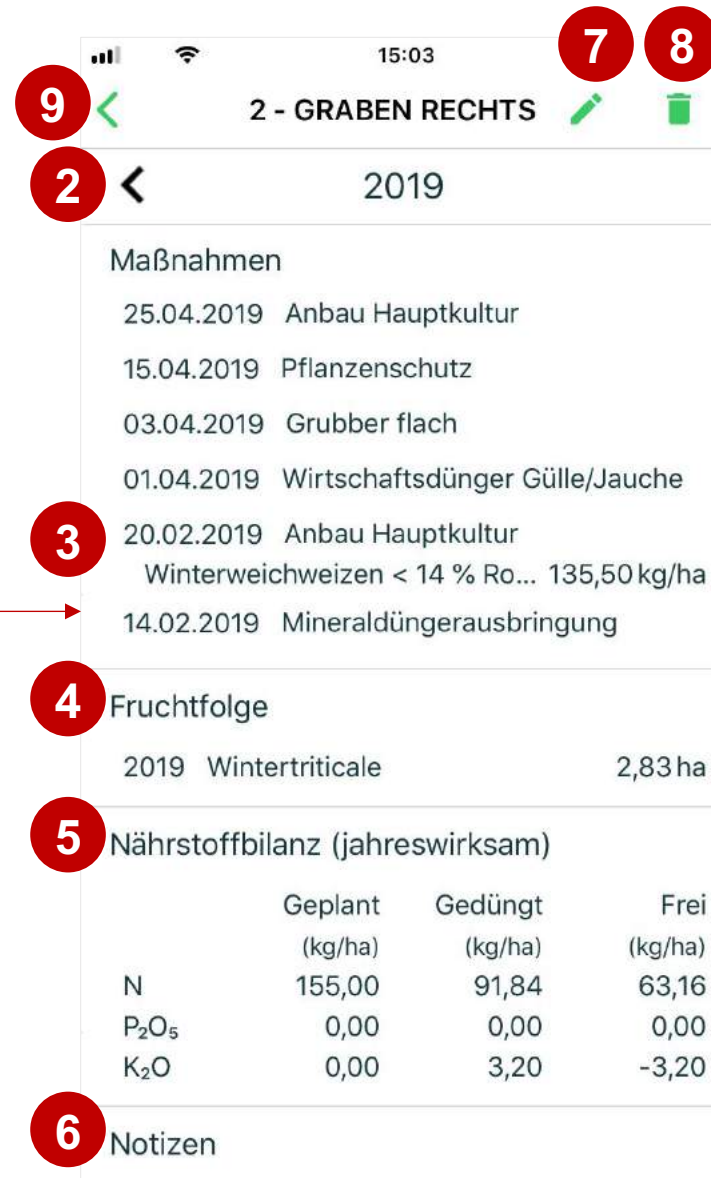 15:03 7 8
9 2 - GRABEN RECHTS
2 2019
Maßnahmen
25.04.2019 Anbau Hauptkultur
15.04.2019 Pflanzenschutz
03.04.2019 Grubber flach
01.04.2019 Wirtschaftsdünger Gülle/Jauche
3 20.02.2019 Anbau Hauptkultur
Winterweichweizen < 14 % Ro... 135,50 kg/ha
14.02.2019 Mineraldüngerausbringung
4 Fruchtfolge
2019 Wintertriticale 2,83 ha
5 Nährstoffbilanz (jahreswirksam)
Geplant Gedüngt Frei
(kg/ha) (kg/ha) (kg/ha)
N 155,00 91,84 63,16
P₂O₅ 0,00 0,00 0,00
K₂O 0,00 3,20 -3,20
6 Notizen